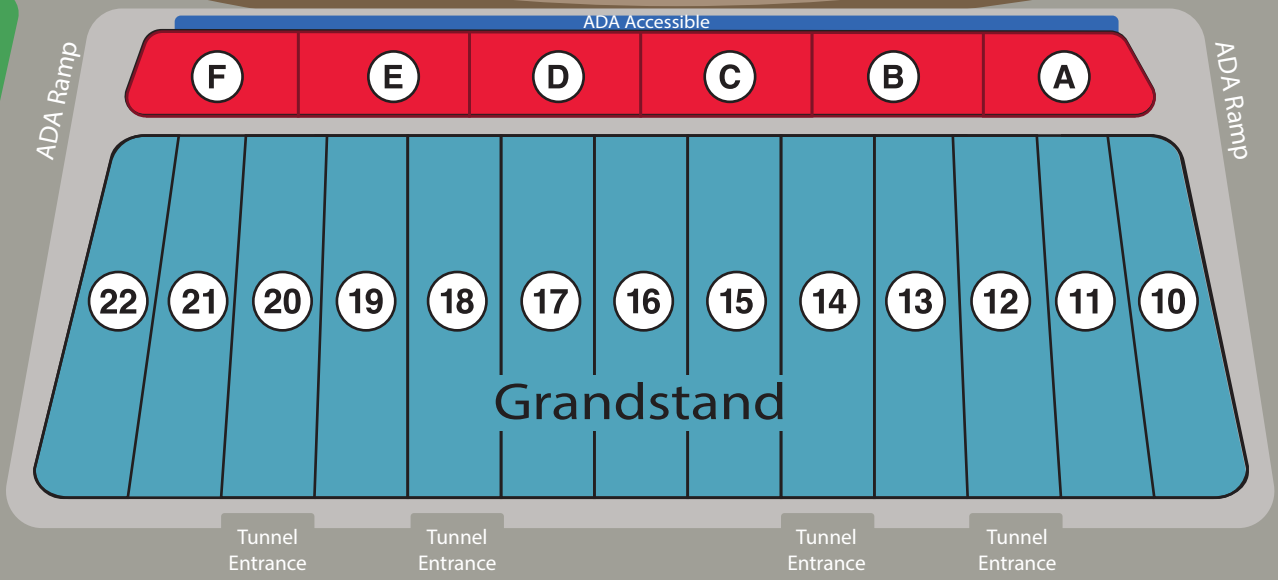 ADA Accessible
ADA Ramp
F E D C B A
ADA Ramp
22 21 20 19 18 17 16 15 14 13 12 11 10
Grandstand
Tunnel Entrance
Tunnel Entrance
Tunnel Entrance
Tunnel Entrance